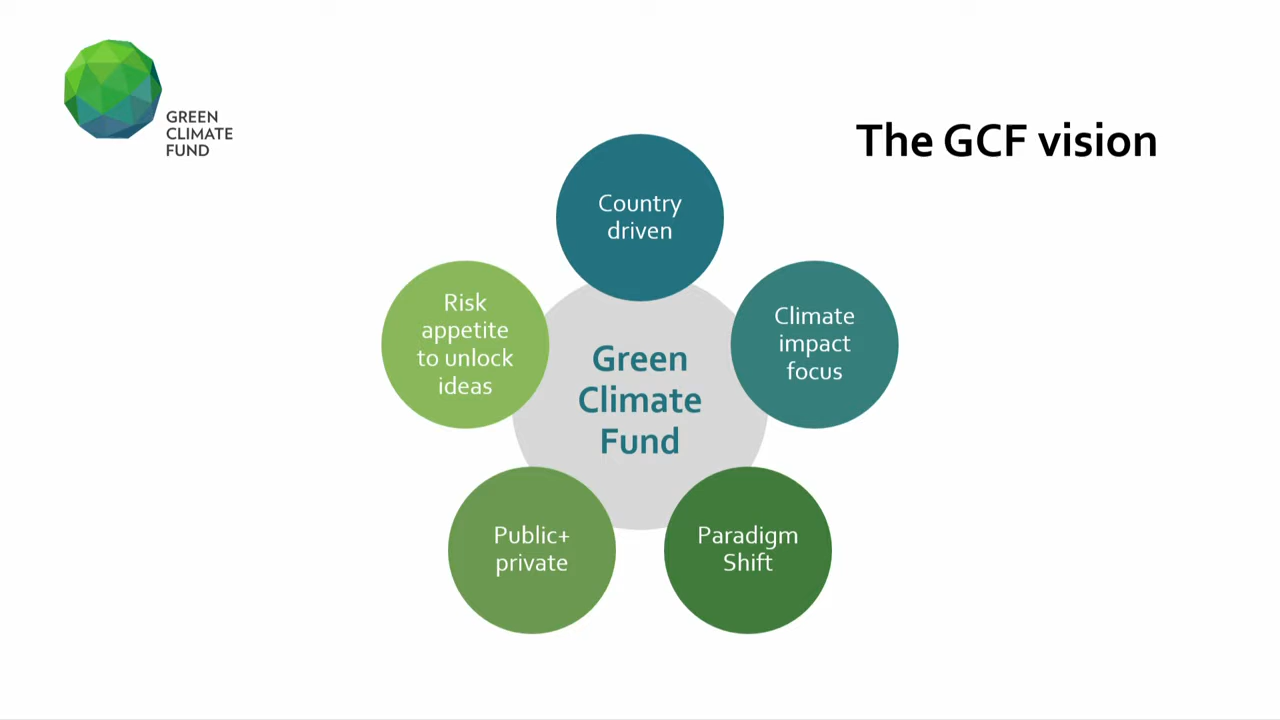 GREEN
CLIMATE
FUND
The GCF vision
Country
driven
Climate
impact
focus
Paradigm
Shift
Public+
private
Risk
appetite
to unlock
ideas
Green
Climate
Fund